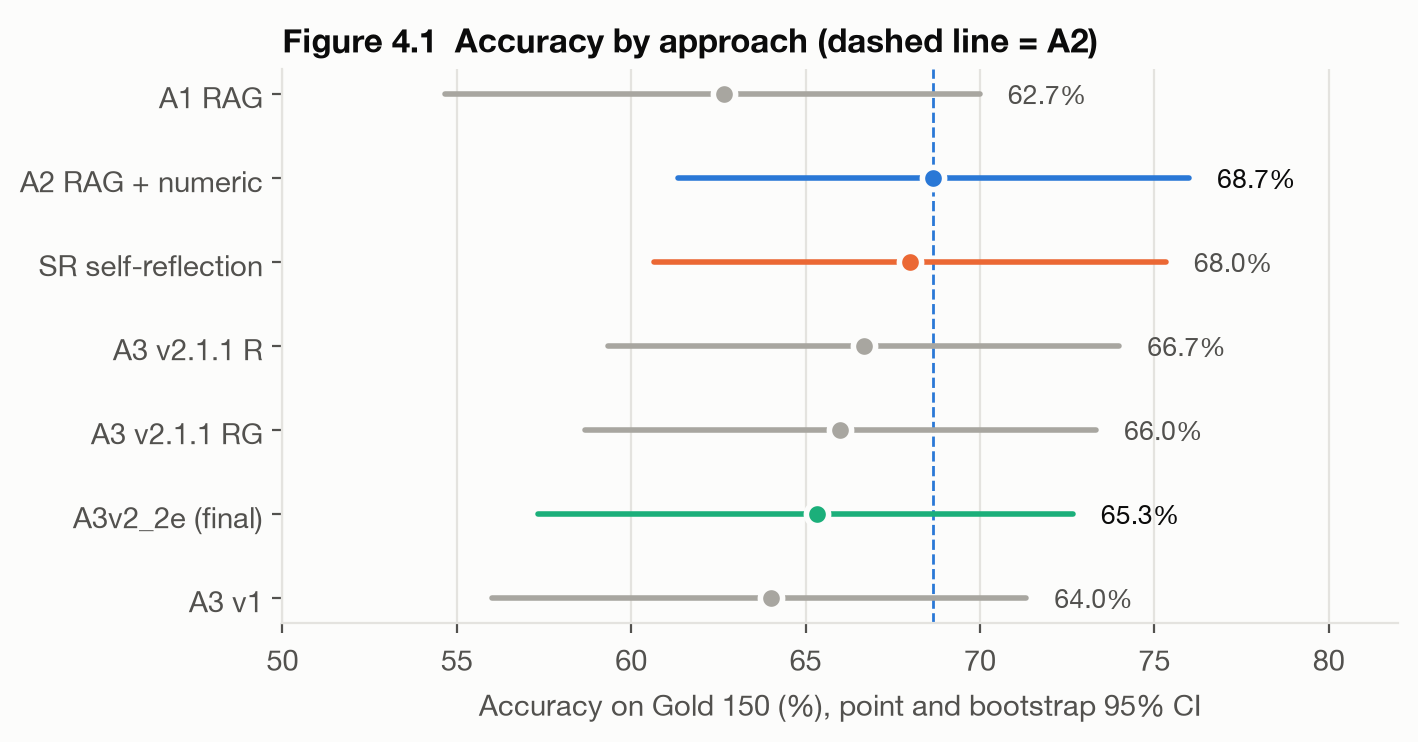 Figure 4.1  Accuracy by approach (dashed line = A2)
A1 RAG
62.7%
A2 RAG + numeric
68.7%
SR self-reflection
68.0%
A3 v2.1.1 R
66.7%
A3 v2.1.1 RG
66.0%
A3v2_2e (final)
65.3%
A3 v1
64.0%
50 55 60 65 70 75 80
Accuracy on Gold 150 (%), point and bootstrap 95% CI